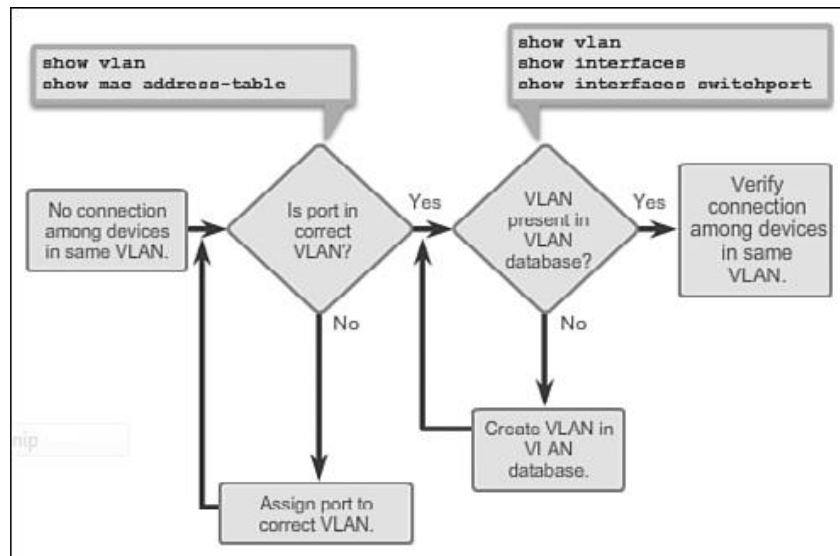 show vlan
show mac address-table
show vlan
show interfaces
show interfaces switchport
No connection
among devices
in same VLAN.
Is port in
correct
VLAN?
Yes
VLAN
present in
VLAN
database?
Yes
Verify
connection
among devices
in same
VLAN.
No
No
Create VLAN in
VLAN
database.
Assign port to
correct VLAN.
nip